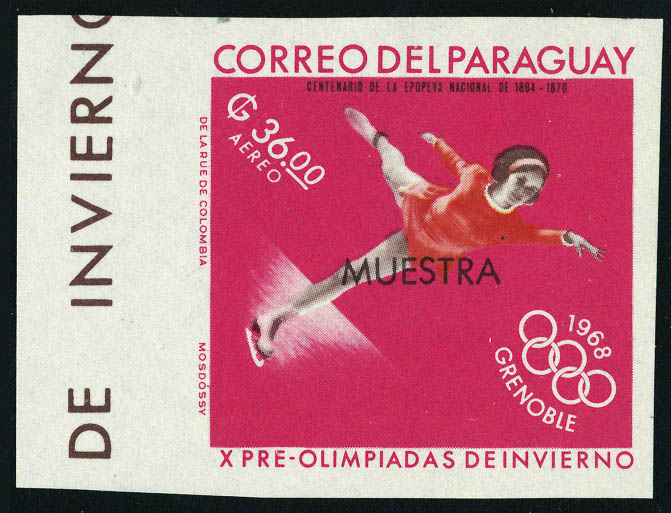 DE INVIERNO
CORREO DEL PARAGUAY
CENTENARIO DE LA EPOPEYA NACIONAL DE 1864-1870
₲ 36.00
AEREO
DE LA RUE DE COLOMBIA
MUESTRA
1968
GRENOBLE
MOSDÓSSY
X PRE-OLIMPIADAS DE INVIERNO